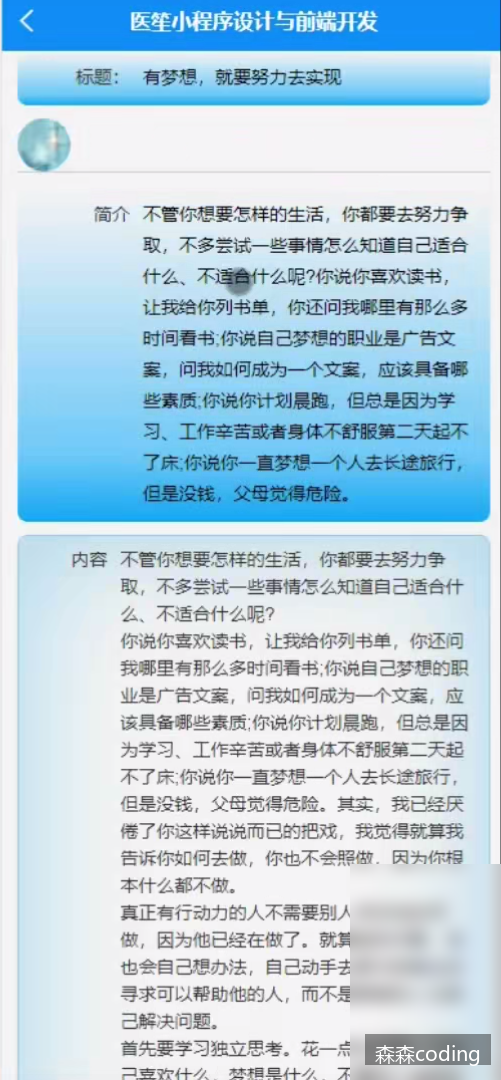 医笙小程序设计与前端开发
标题： 有梦想，就要努力去实现
简介 不管你想要怎样的生活，你都要去努力争
取，不多尝试一些事情怎么知道自己适合
什么、不适合什么呢?你说你喜欢读书，
让我给你列书单，你还问我哪里有那么多
时间看书;你说自己梦想的职业是广告文
案，问我如何成为一个文案，应该具备哪
些素质;你说你计划晨跑，但总是因为学
习、工作辛苦或者身体不舒服第二天起不
了床;你说你一直梦想一个人去长途旅行，
但是没钱，父母觉得危险。
内容 不管你想要怎样的生活，你都要去努力争
取，不多尝试一些事情怎么知道自己适合什
么、不适合什么呢?
你说你喜欢读书，让我给你列书单，你还问
我哪里有那么多时间看书;你说自己梦想的职
业是广告文案，问我如何成为一个文案，应
该具备哪些素质;你说你计划晨跑，但总是因
为学习、工作辛苦或者身体不舒服第二天起
不了床;你说你一直梦想一个人去长途旅行，
但是没钱，父母觉得危险。其实，我已经厌
倦了你这样说说而已的把戏，我觉得就算我
告诉你如何去做，你也不会照做，因为你根
本什么都不做。
真正有行动力的人不需要别人
做，因为他已经在做了。就算
也会自己想办法，自己动手去
寻求可以帮助他的人，而不是
己解决问题。
首先要学习独立思考。花一点
己喜欢什么，梦想是什么，不
森森coding